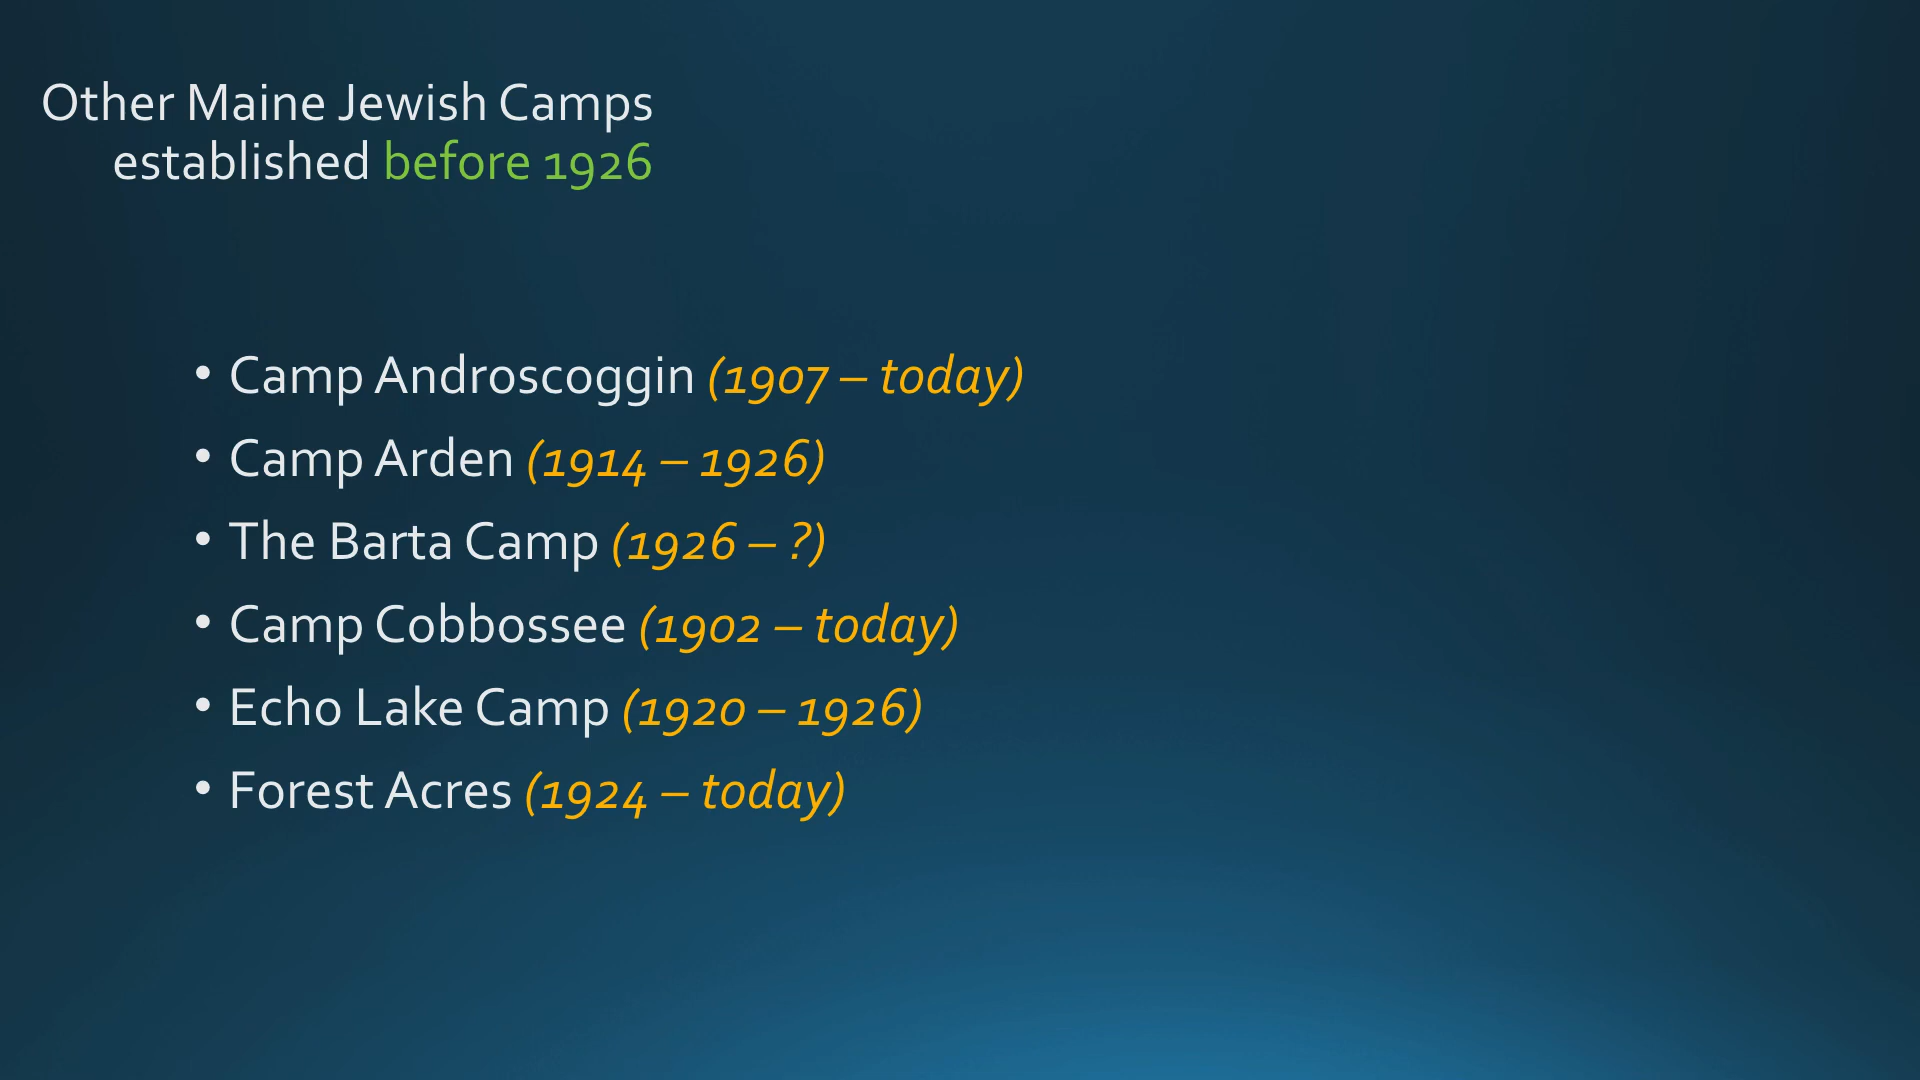 Other Maine Jewish Camps
established before 1926
• Camp Androscoggin (1907 – today)
• Camp Arden (1914 – 1926)
• The Barta Camp (1926 – ?)
• Camp Cobbossee (1902 – today)
• Echo Lake Camp (1920 – 1926)
• Forest Acres (1924 – today)